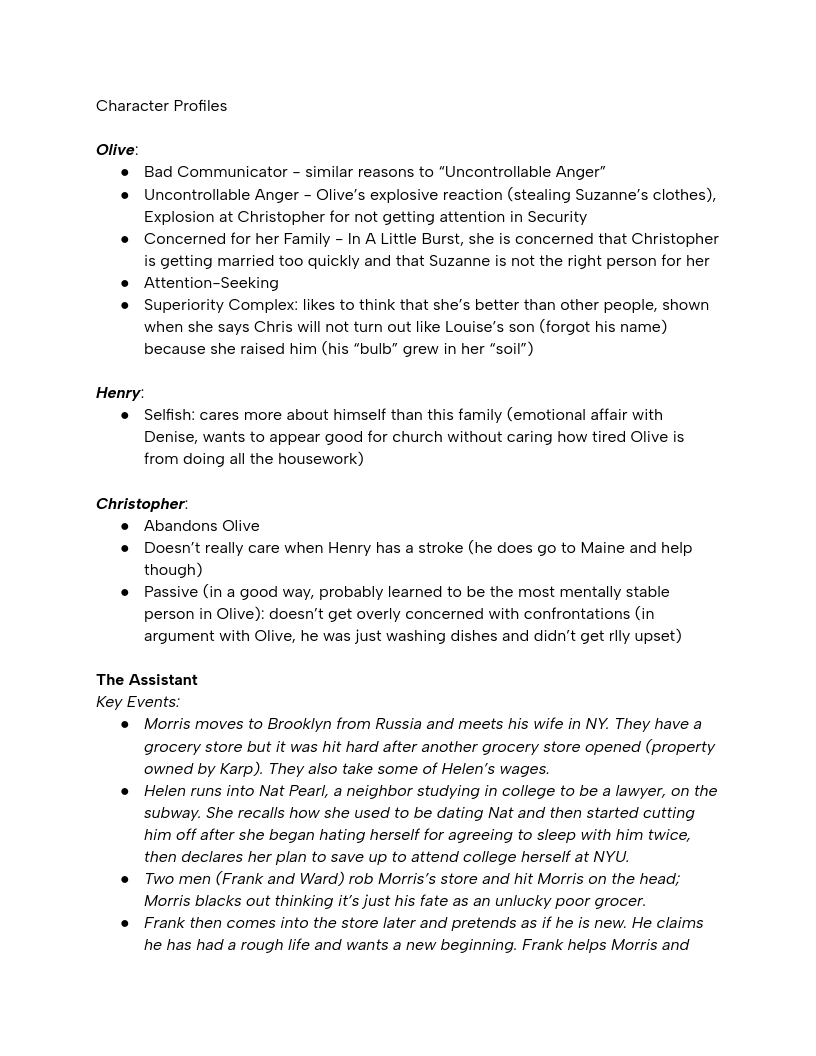 Character Profiles
Olive:
● Bad Communicator - similar reasons to “Uncontrollable Anger”
● Uncontrollable Anger - Olive’s explosive reaction (stealing Suzanne’s clothes),
Explosion at Christopher for not getting attention in Security
● Concerned for her Family - In A Little Burst, she is concerned that Christopher
is getting married too quickly and that Suzanne is not the right person for her
● Attention-Seeking
● Superiority Complex: likes to think that she’s better than other people, shown
when she says Chris will not turn out like Louise’s son (forgot his name)
because she raised him (his “bulb” grew in her “soil”)
Henry:
● Selfish: cares more about himself than this family (emotional affair with
Denise, wants to appear good for church without caring how tired Olive is
from doing all the housework)
Christopher:
● Abandons Olive
● Doesn’t really care when Henry has a stroke (he does go to Maine and help
though)
● Passive (in a good way, probably learned to be the most mentally stable
person in Olive): doesn’t get overly concerned with confrontations (in
argument with Olive, he was just washing dishes and didn’t get rlly upset)
The Assistant
Key Events:
● Morris moves to Brooklyn from Russia and meets his wife in NY. They have a
grocery store but it was hit hard after another grocery store opened (property
owned by Karp). They also take some of Helen’s wages.
● Helen runs into Nat Pearl, a neighbor studying in college to be a lawyer, on the
subway. She recalls how she used to be dating Nat and then started cutting
him off after she began hating herself for agreeing to sleep with him twice,
then declares her plan to save up to attend college herself at NYU.
● Two men (Frank and Ward) rob Morris’s store and hit Morris on the head;
Morris blacks out thinking it’s just his fate as an unlucky poor grocer.
● Frank then comes into the store later and pretends as if he is new. He claims
he has had a rough life and wants a new beginning. Frank helps Morris and